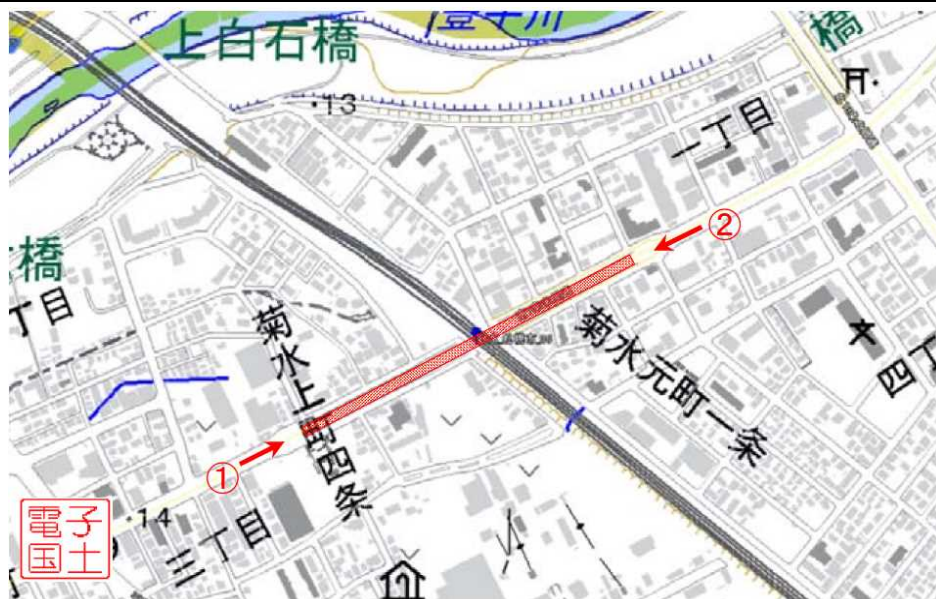 上白石橋
豊平川
橋
・13
一丁目
②
橋
丁目
菊水上町四条
菊水元町一条
四丁
①
・14
三丁目
電子
国土